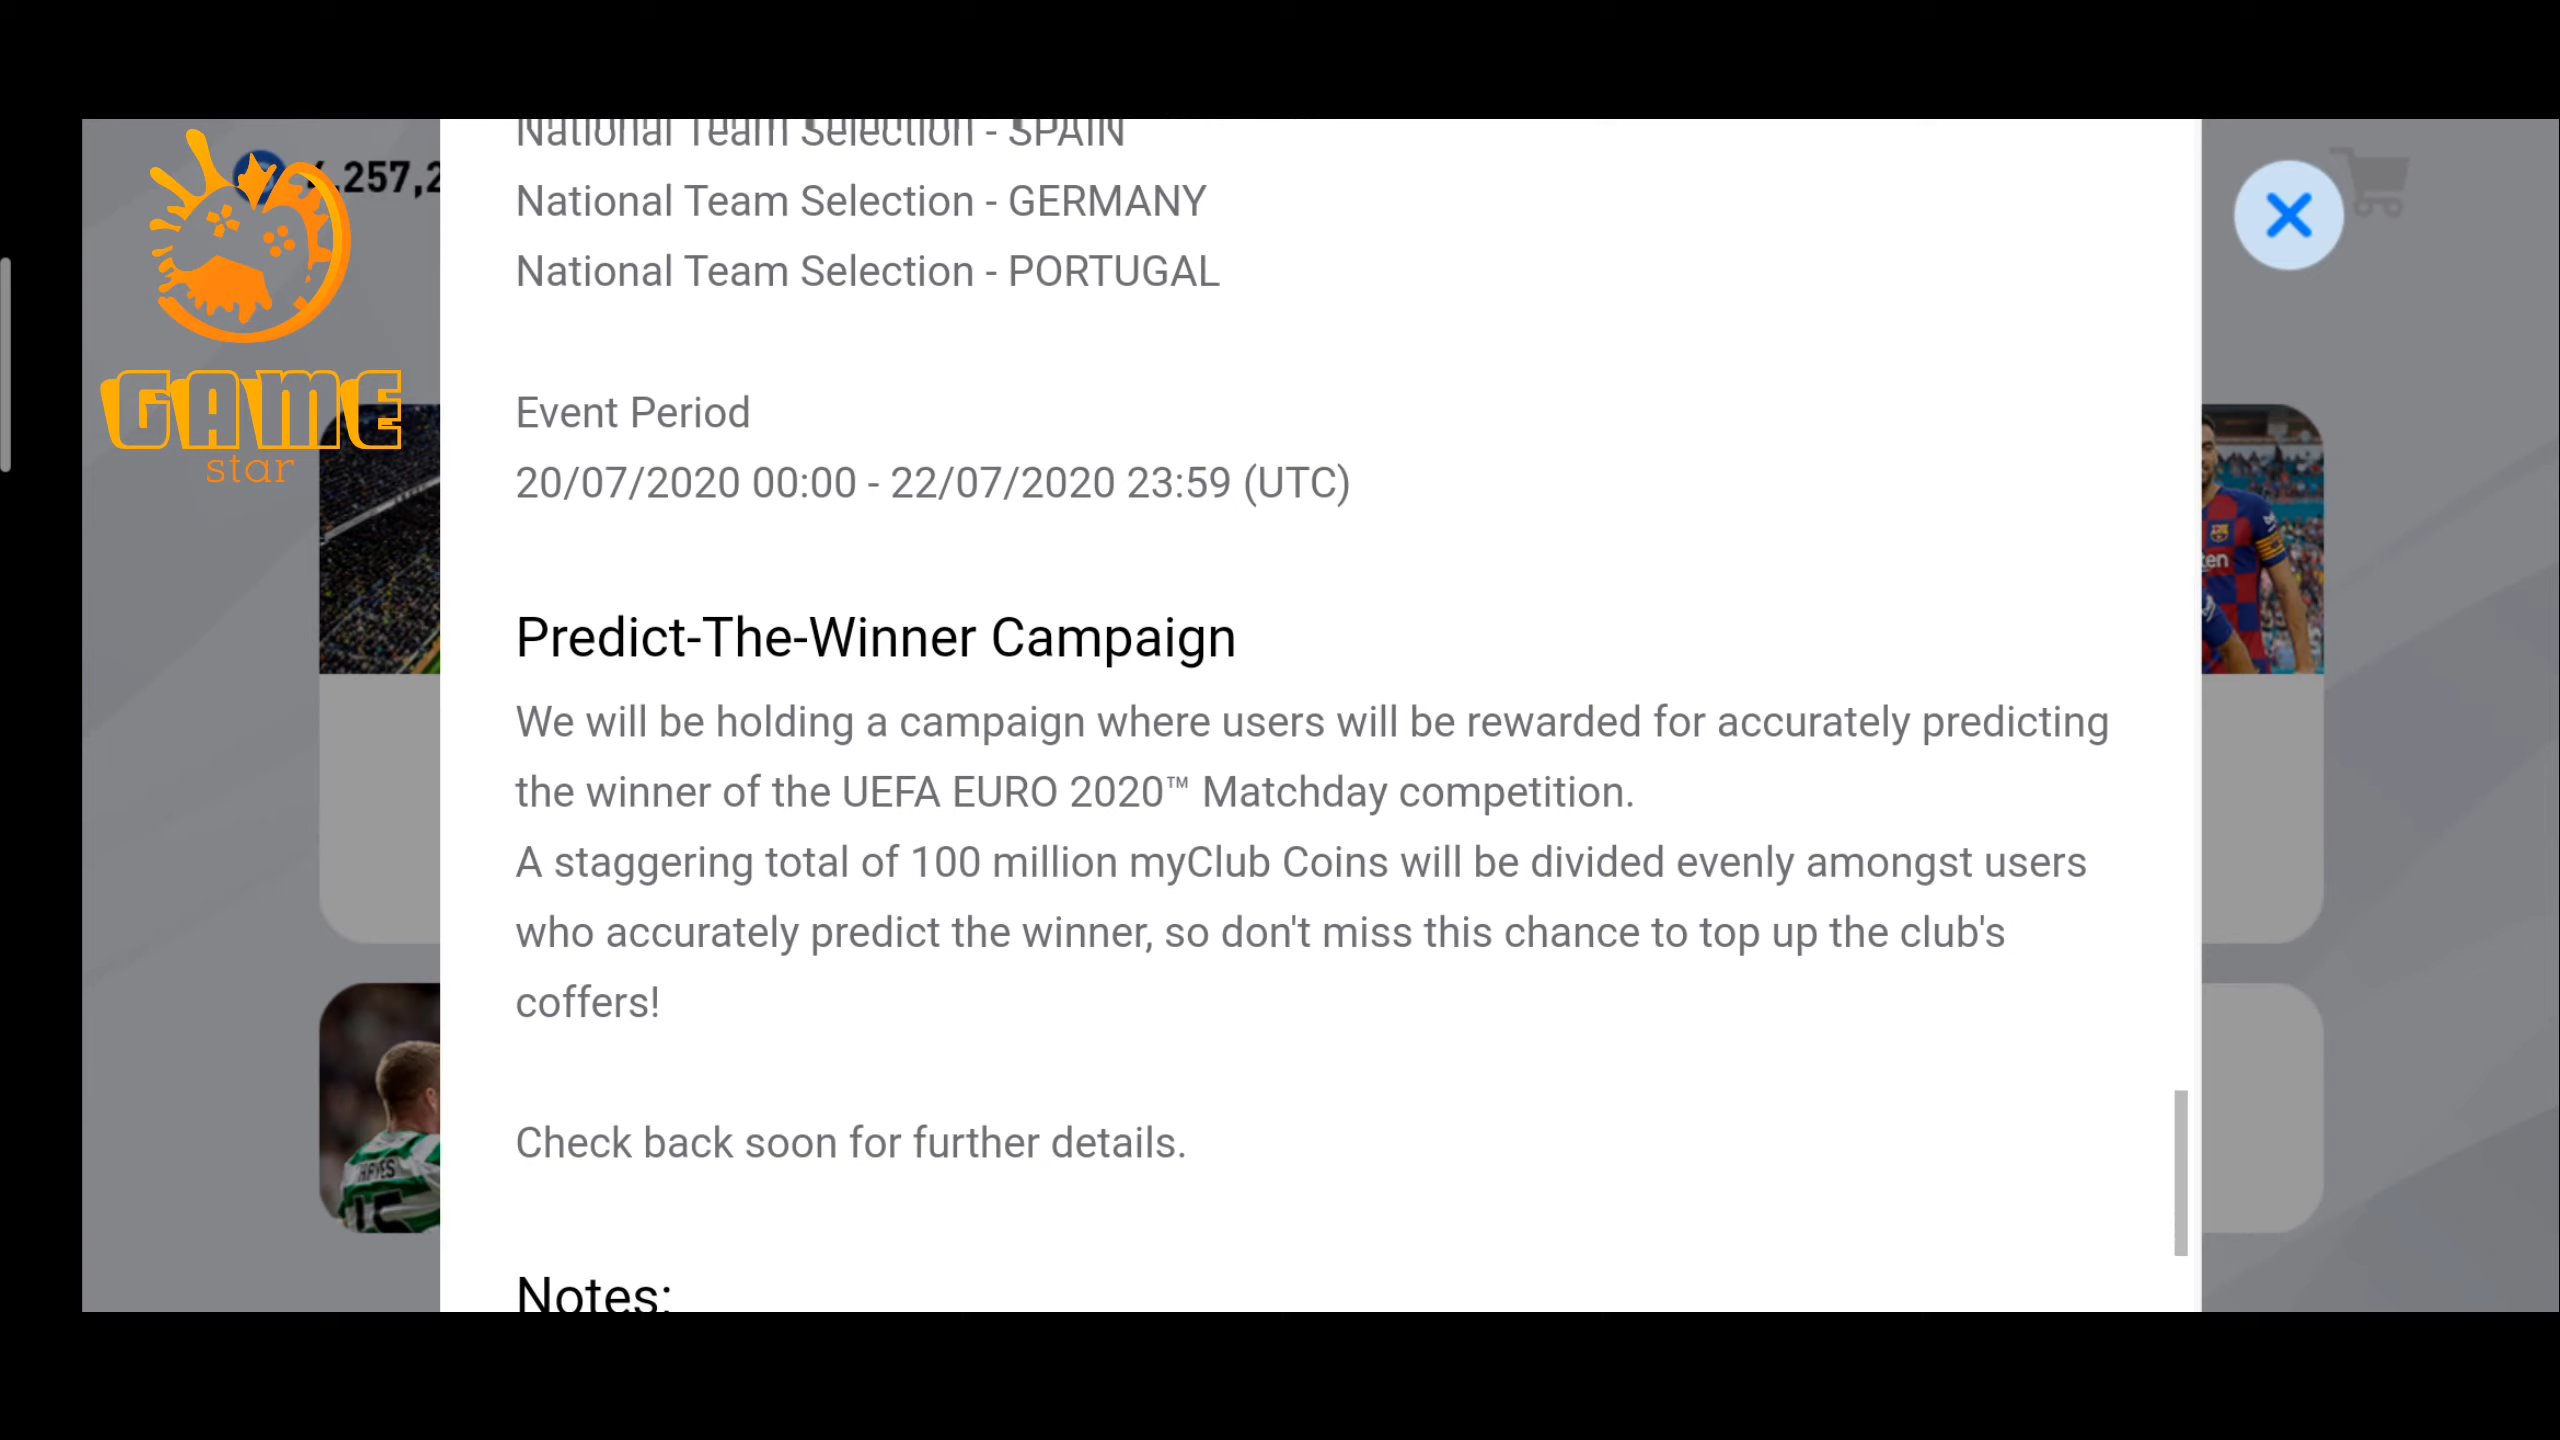 National Team Selection - SPAIN
,257,2
National Team Selection - GERMANY
National Team Selection - PORTUGAL
GAME
star
Event Period
20/07/2020 00:00 - 22/07/2020 23:59 (UTC)
Predict-The-Winner Campaign
We will be holding a campaign where users will be rewarded for accurately predicting
the winner of the UEFA EURO 2020™ Matchday competition.
A staggering total of 100 million myClub Coins will be divided evenly amongst users
who accurately predict the winner, so don't miss this chance to top up the club's
coffers!
Check back soon for further details.
HAYES
15
Notes: